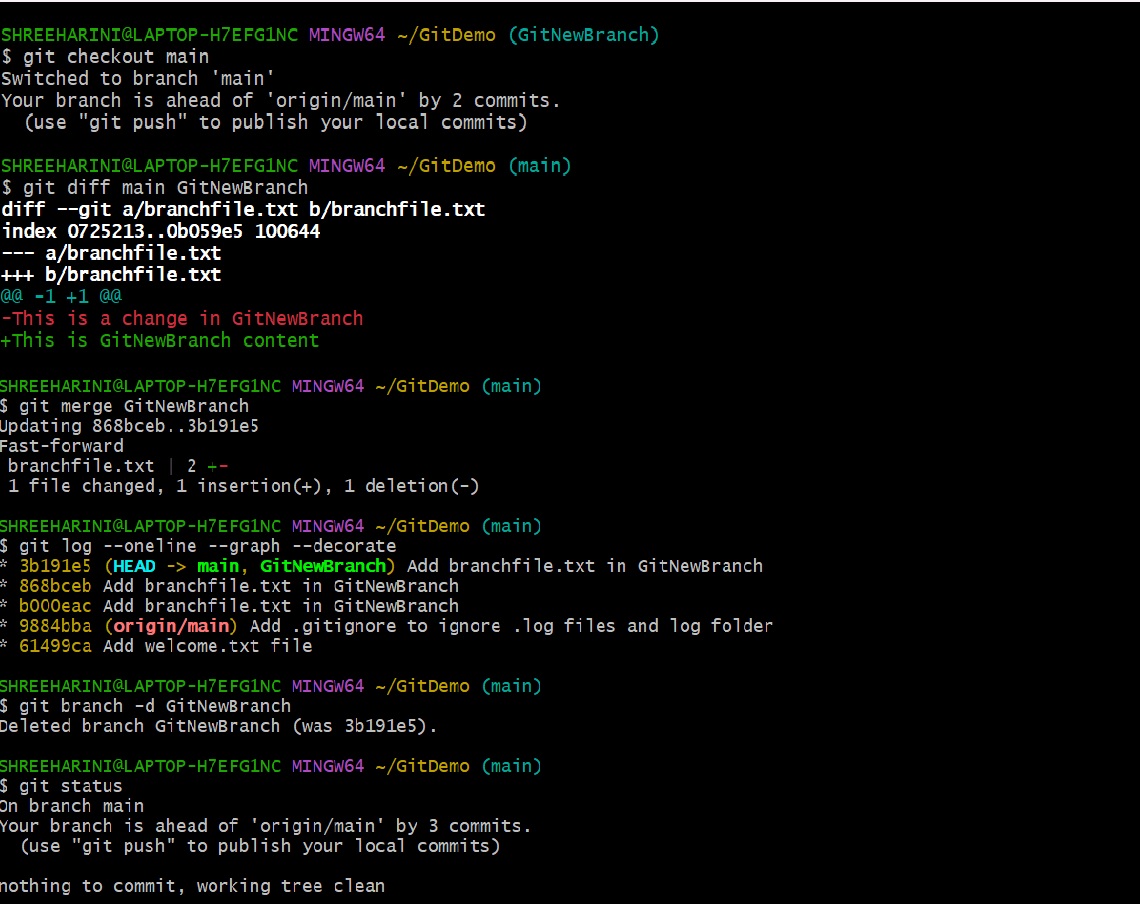 SHREEHARINI@LAPTOP-H7EFG1NC MINGW64 ~/GitDemo (GitNewBranch)
$ git checkout main
Switched to branch 'main'
Your branch is ahead of 'origin/main' by 2 commits.
  (use "git push" to publish your local commits)

SHREEHARINI@LAPTOP-H7EFG1NC MINGW64 ~/GitDemo (main)
$ git diff main GitNewBranch
diff --git a/branchfile.txt b/branchfile.txt
index 0725213..0b059e5 100644
--- a/branchfile.txt
+++ b/branchfile.txt
@@ -1 +1 @@
-This is a change in GitNewBranch
+This is GitNewBranch content

SHREEHARINI@LAPTOP-H7EFG1NC MINGW64 ~/GitDemo (main)
$ git merge GitNewBranch
Updating 868bceb..3b191e5
Fast-forward
 branchfile.txt | 2 +-
 1 file changed, 1 insertion(+), 1 deletion(-)

SHREEHARINI@LAPTOP-H7EFG1NC MINGW64 ~/GitDemo (main)
$ git log --oneline --graph --decorate
* 3b191e5 (HEAD -> main, GitNewBranch) Add branchfile.txt in GitNewBranch
* 868bceb Add branchfile.txt in GitNewBranch
* b000eac Add branchfile.txt in GitNewBranch
* 9884bba (origin/main) Add .gitignore to ignore .log files and log folder
* 61499ca Add welcome.txt file

SHREEHARINI@LAPTOP-H7EFG1NC MINGW64 ~/GitDemo (main)
$ git branch -d GitNewBranch
Deleted branch GitNewBranch (was 3b191e5).

SHREEHARINI@LAPTOP-H7EFG1NC MINGW64 ~/GitDemo (main)
$ git status
On branch main
Your branch is ahead of 'origin/main' by 3 commits.
  (use "git push" to publish your local commits)

nothing to commit, working tree clean